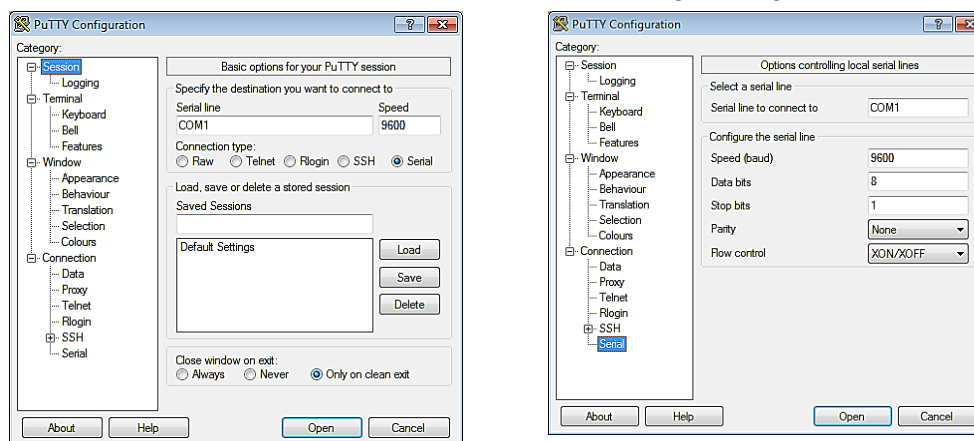 PuTTY Configuration
Category:
Session
Logging
Terminal
Keyboard
Bell
Features
Window
Appearance
Behaviour
Translation
Selection
Colours
Connection
Data
Proxy
Telnet
Rlogin
SSH
Serial
Basic options for your PuTTY session
Specify the destination you want to connect to
Serial line Speed
COM1 9600
Connection type:
Raw Telnet Rlogin SSH Serial
Load, save or delete a stored session
Saved Sessions
Default Settings
Load
Save
Delete
Close window on exit:
Always Never Only on clean exit
About Help Open Cancel
PuTTY Configuration
Category:
Session
Logging
Terminal
Keyboard
Bell
Features
Window
Appearance
Behaviour
Translation
Selection
Colours
Connection
Data
Proxy
Telnet
Rlogin
SSH
Serial
Options controlling local serial lines
Select a serial line
Serial line to connect to COM1
Configure the serial line
Speed (baud) 9600
Data bits 8
Stop bits 1
Parity None
Flow control XON/XOFF
About Help Open Cancel